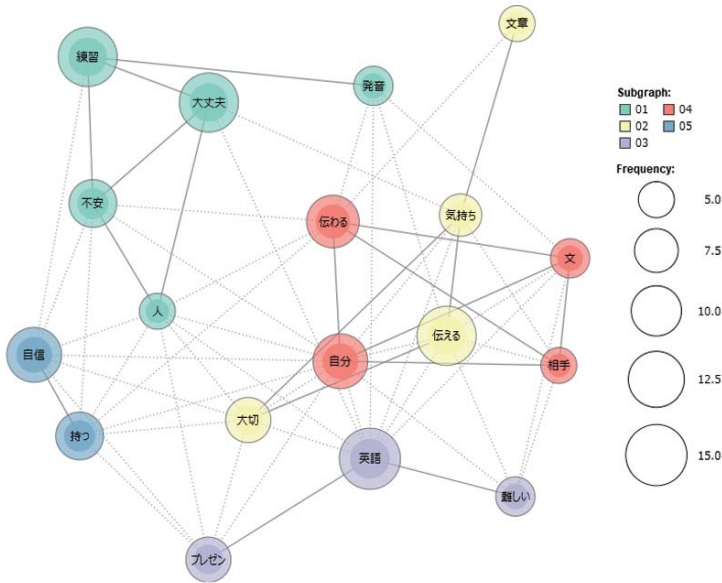 文章
練習
発音
大丈夫
Subgraph:
01
04
02
05
03
Frequency:
5.0
不安
伝わる
気持ち
7.5
文
人
10.0
伝える
自信
自分
相手
12.5
大切
持つ
英語
15.0
難しい
プレゼン